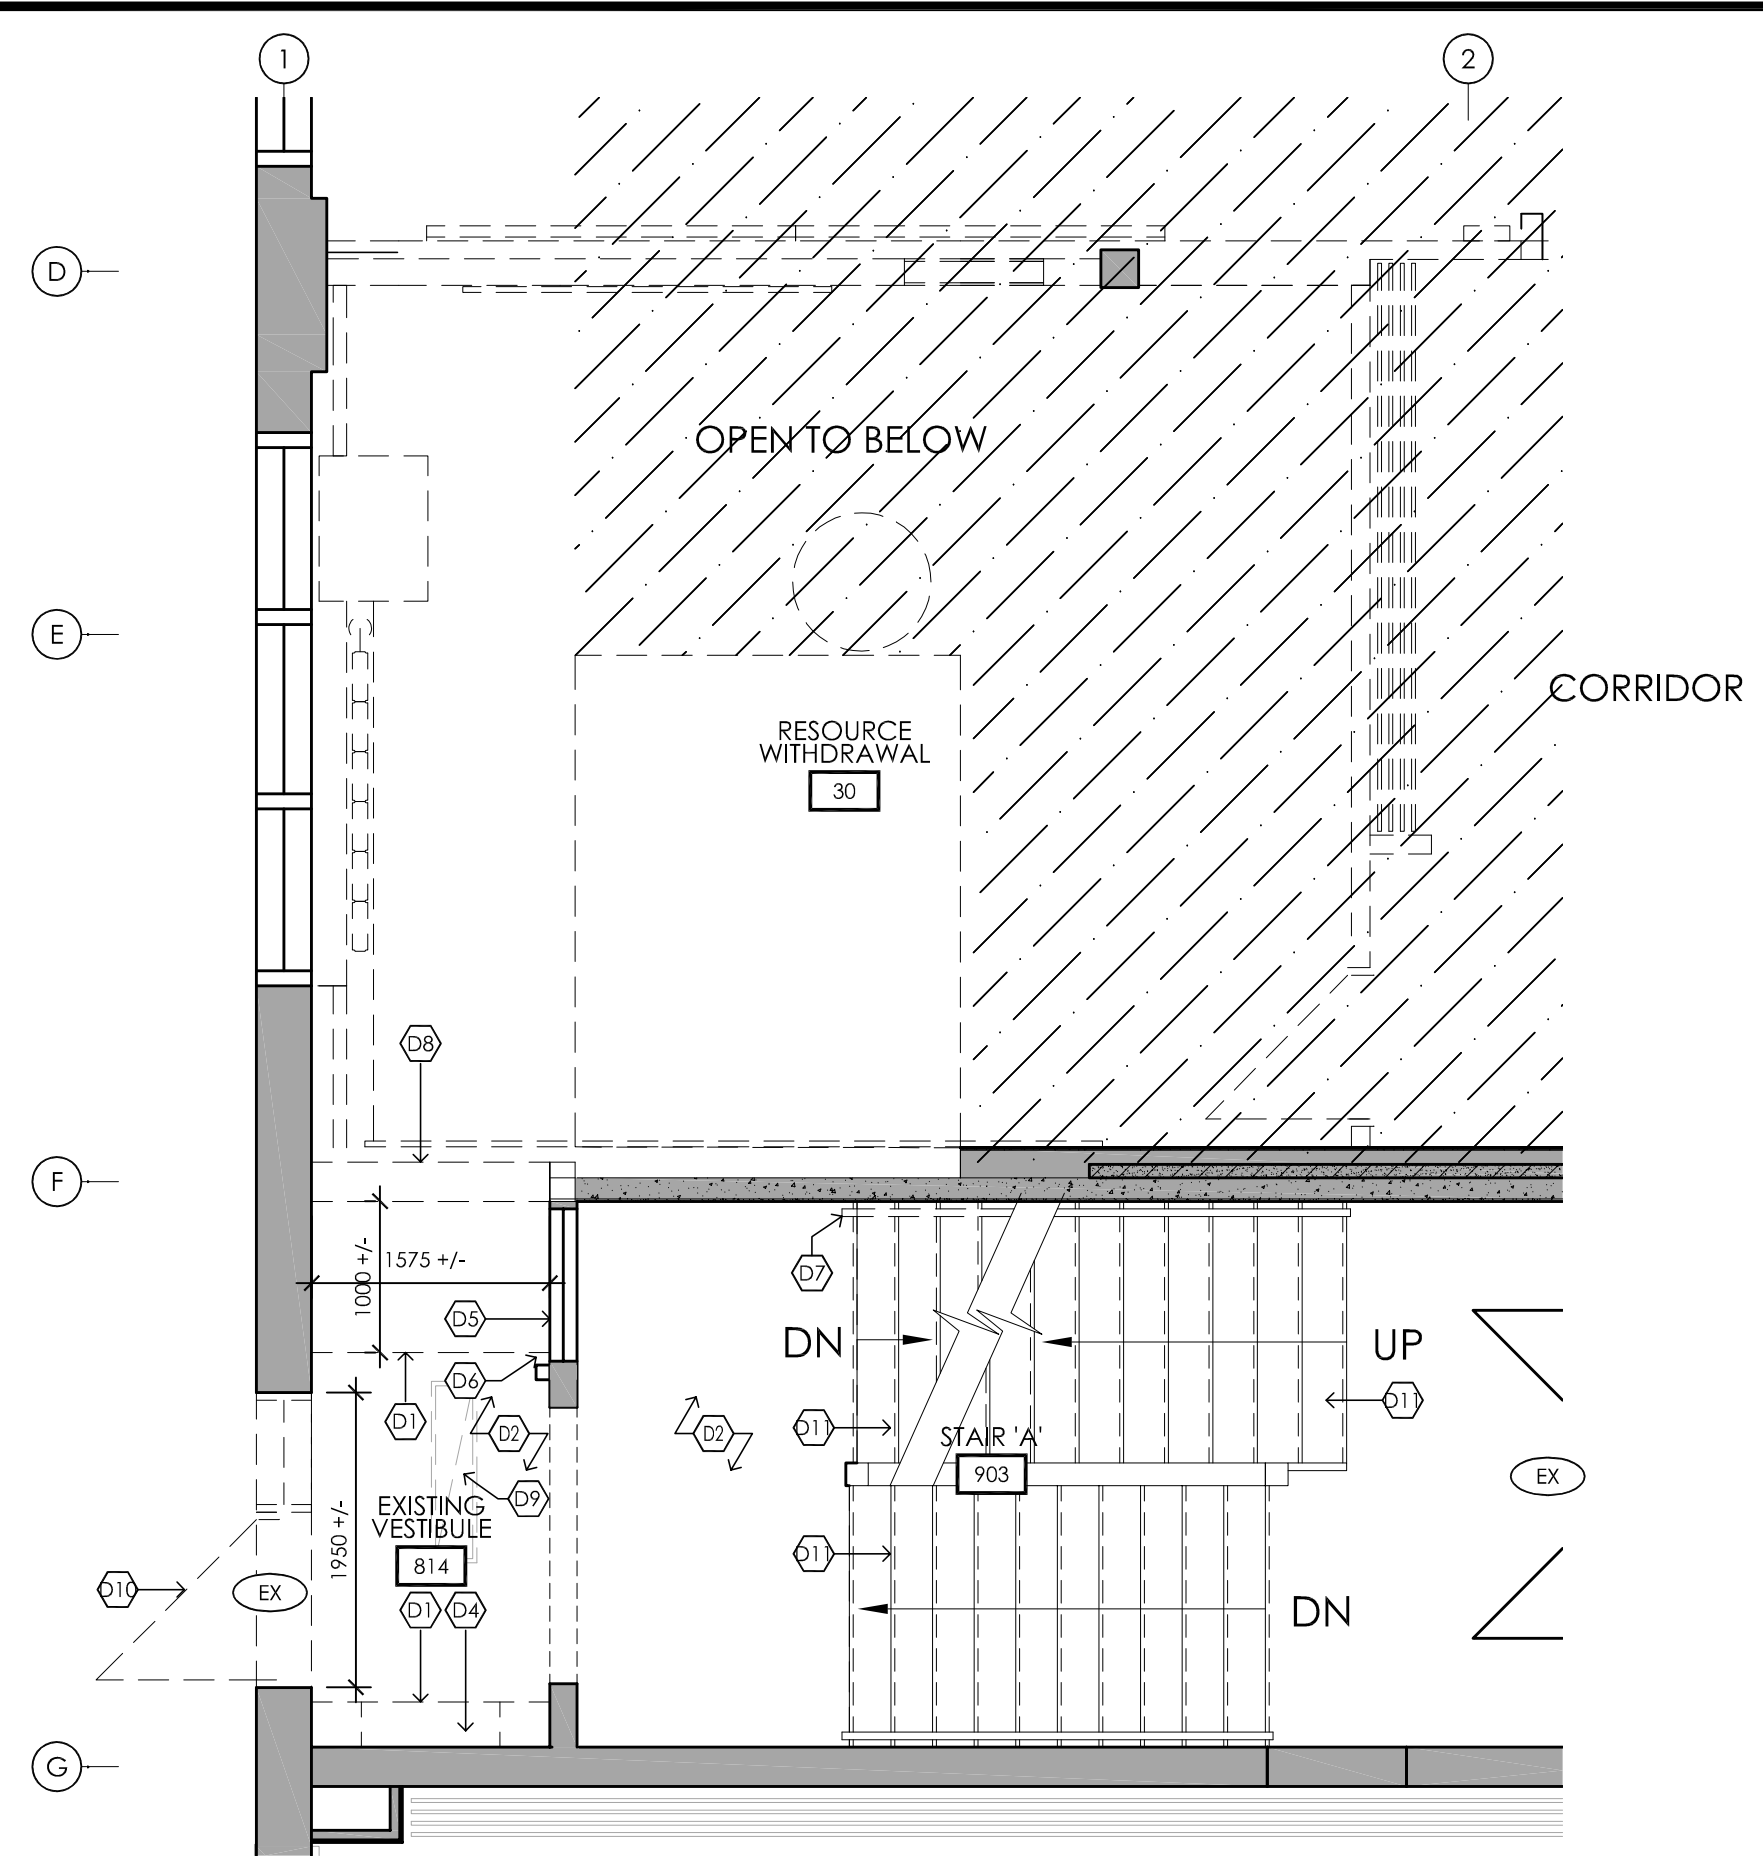 1
2
D
OPEN TO BELOW
E
CORRIDOR
RESOURCE
WITHDRAWAL
30
D8
F
1000 +/-
1575 +/-
D7
D5
DN
UP
D6
D1
D2
D2
D11
D11
STAIR 'A'
903
EX
D9
EXISTING
VESTIBULE
814
1950 +/-
D11
D10
EX
D1
D4
DN
G